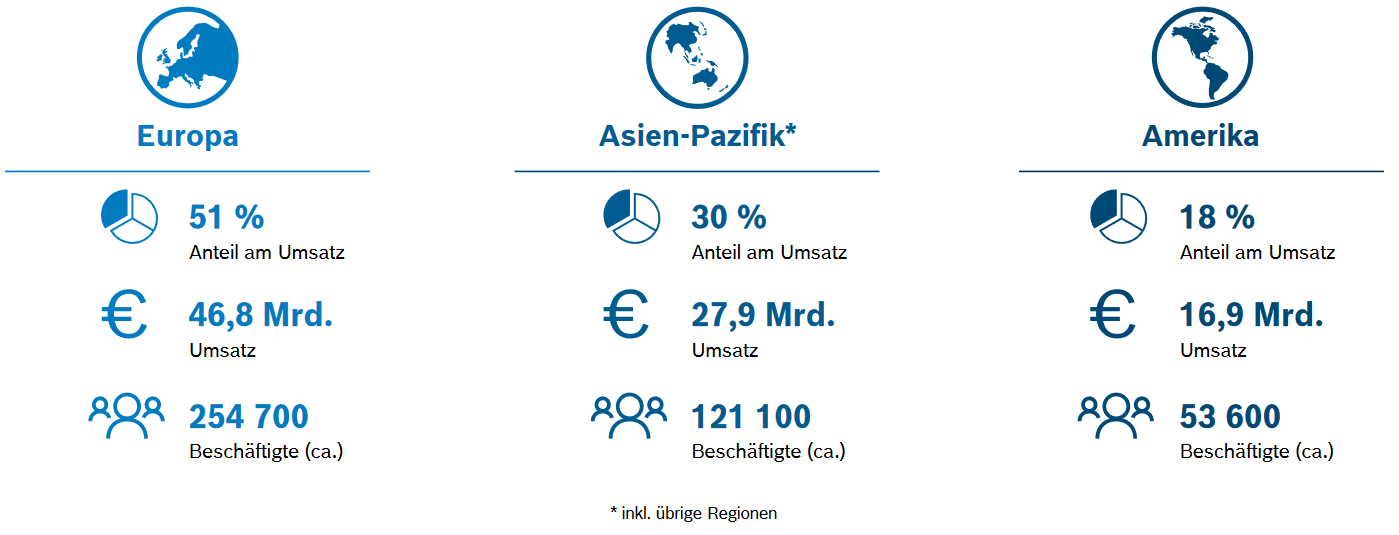 Europa
51 %
Anteil am Umsatz
€
46,8 Mrd.
Umsatz
254 700
Beschäftigte (ca.)
Asien-Pazifik*
30 %
Anteil am Umsatz
€
27,9 Mrd.
Umsatz
121 100
Beschäftigte (ca.)
Amerika
18 %
Anteil am Umsatz
€
16,9 Mrd.
Umsatz
53 600
Beschäftigte (ca.)
* inkl. übrige Regionen